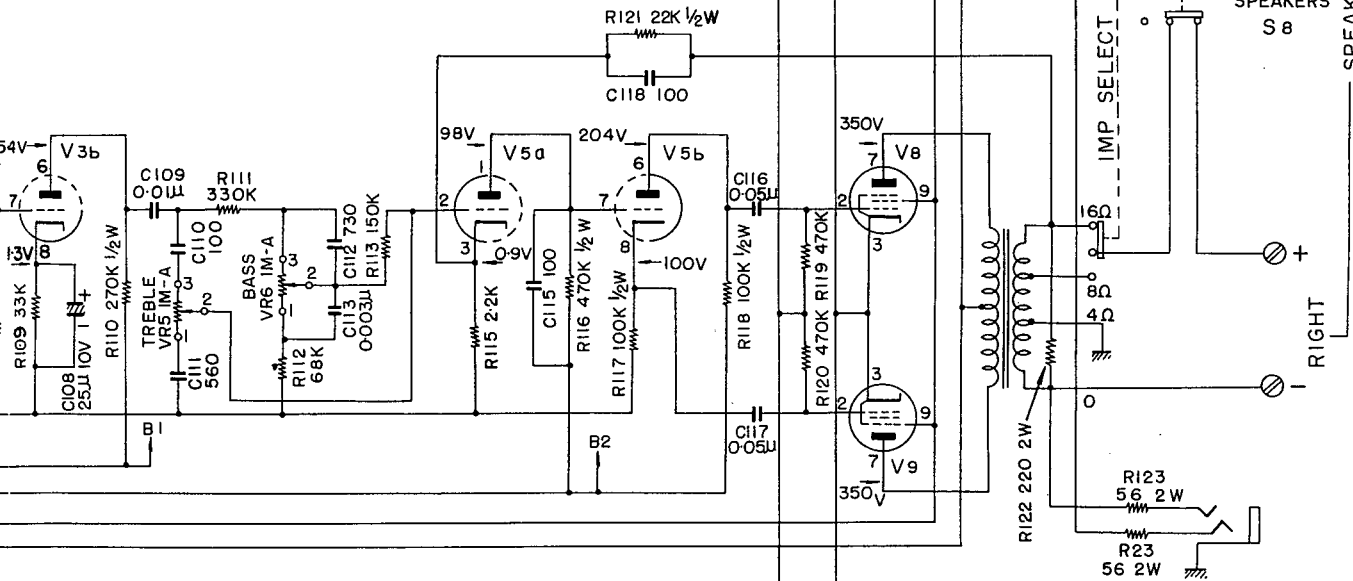 R121 22K ½W
C118 100
IMP SELECT
SPEAKERS
S8
SPEAK
54V
6
V3b
7
8
1.3V
R109 33K
C108
25µ 10V
+
R110 270K ½W
C109
0.01µ
R111
330K
C110
100
3
TREBLE
VR5 1M-A
2
1
C111
560
BASS
VR6 1M-A
3
2
1
R112
68K
C112 730
C113
0.003µ
R113 150K
98V
1
V5a
2
3
0.9V
R115 2.2K
C115 100
R116 470K ½W
204V
6
V5b
7
8
100V
R117 100K ½W
R118 100K ½W
C116
0.05µ
C117
0.05µ
R119 470K
R120 470K
350V
7
V8
2
9
3
3
2
9
7
V9
350V
B1
B2
16Ω
8Ω
4Ω
0
+
−
RIGHT
R122 220 2W
R123
56 2W
R23
56 2W